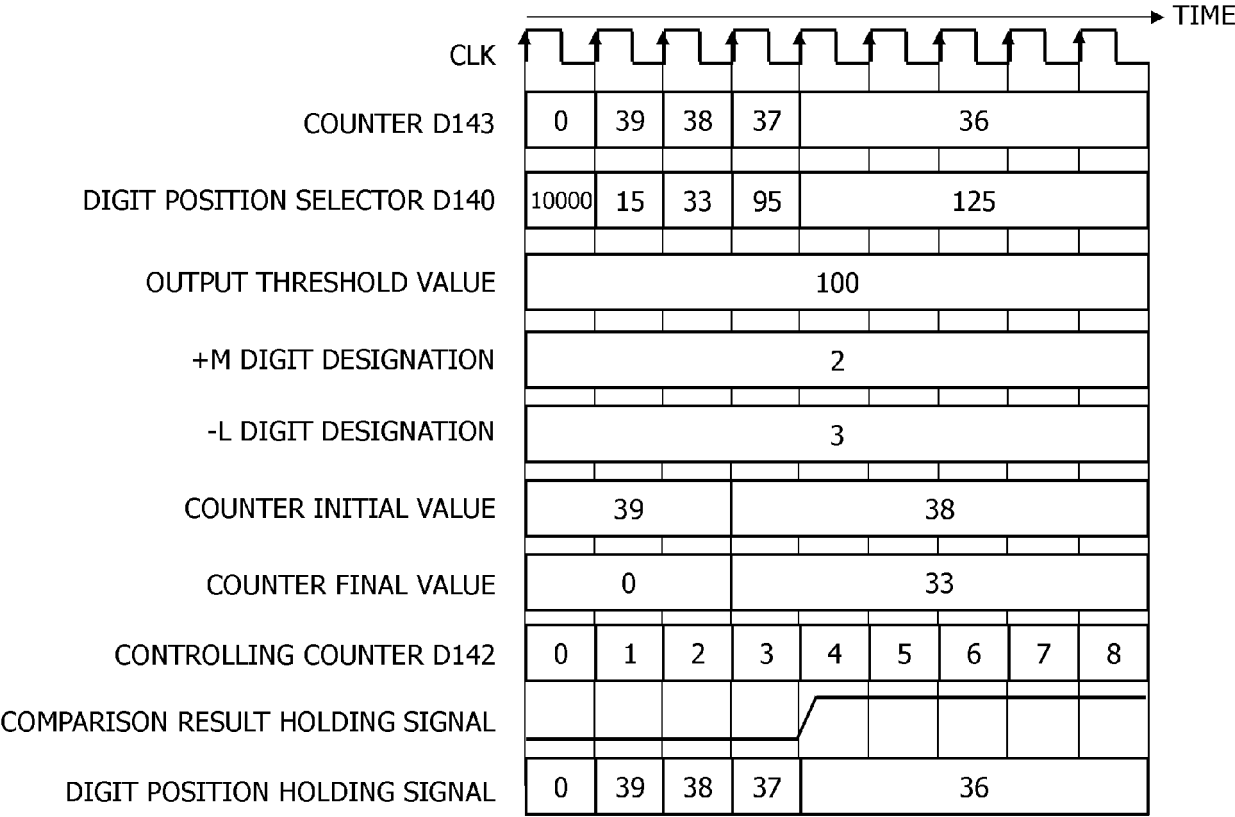 TIME
CLK
COUNTER D143 0 39 38 37 36
DIGIT POSITION SELECTOR D140 10000 15 33 95 125
OUTPUT THRESHOLD VALUE 100
+M DIGIT DESIGNATION 2
-L DIGIT DESIGNATION 3
COUNTER INITIAL VALUE 39 38
COUNTER FINAL VALUE 0 33
CONTROLLING COUNTER D142 0 1 2 3 4 5 6 7 8
COMPARISON RESULT HOLDING SIGNAL
DIGIT POSITION HOLDING SIGNAL 0 39 38 37 36